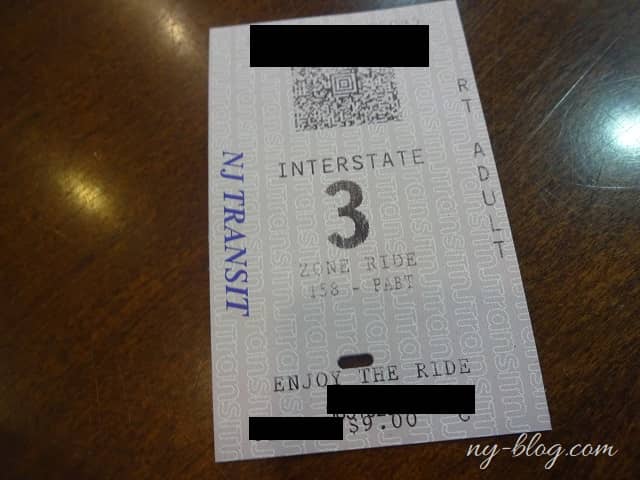 INTERSTATE
3
ZONE RIDE
158 - PABT
ENJOY THE RIDE
$9.00 C
NJ TRANSIT
RT ADULT
ny-blog.com